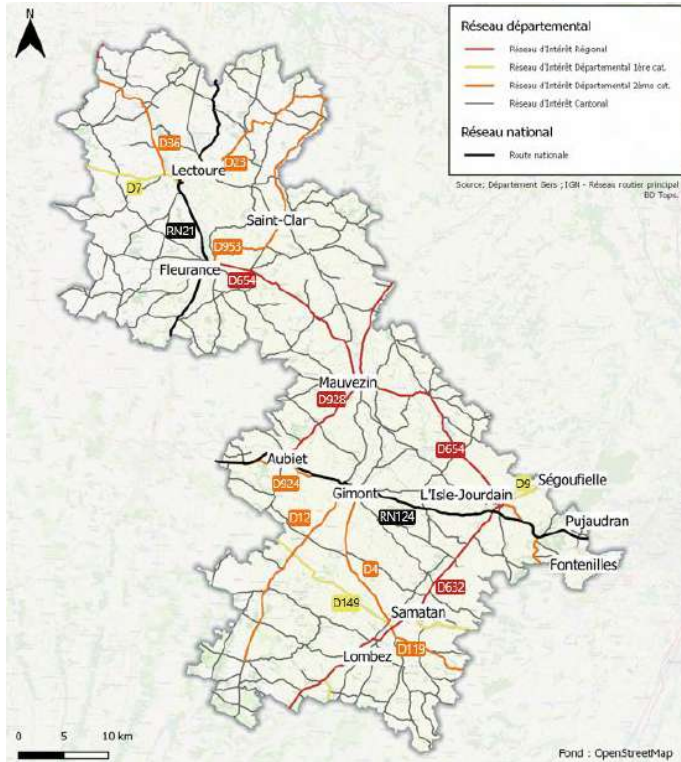 N
Réseau départemental
Réseau d'Intérêt Régional
Réseau d'Intérêt Départemental 1ère cat.
Réseau d'Intérêt Départemental 2ème cat.
Réseau d'Intérêt Cantonal
Réseau national
Route nationale
Source: Département Gers ; IGN - Réseau routier principal
BD Topo.
D36
D23
Lectoure
D7
Saint-Clar
RN21
D953
Fleurance
D654
Mauvezin
D928
D654
Aubiet
D924
Gimont
L'Isle-Jourdain
D9
Ségoufielle
D12
RN124
Pujaudran
Fontenilles
D4
D632
D149
Samatan
Lombez
D119
0 5 10 km
Fond : OpenStreetMap